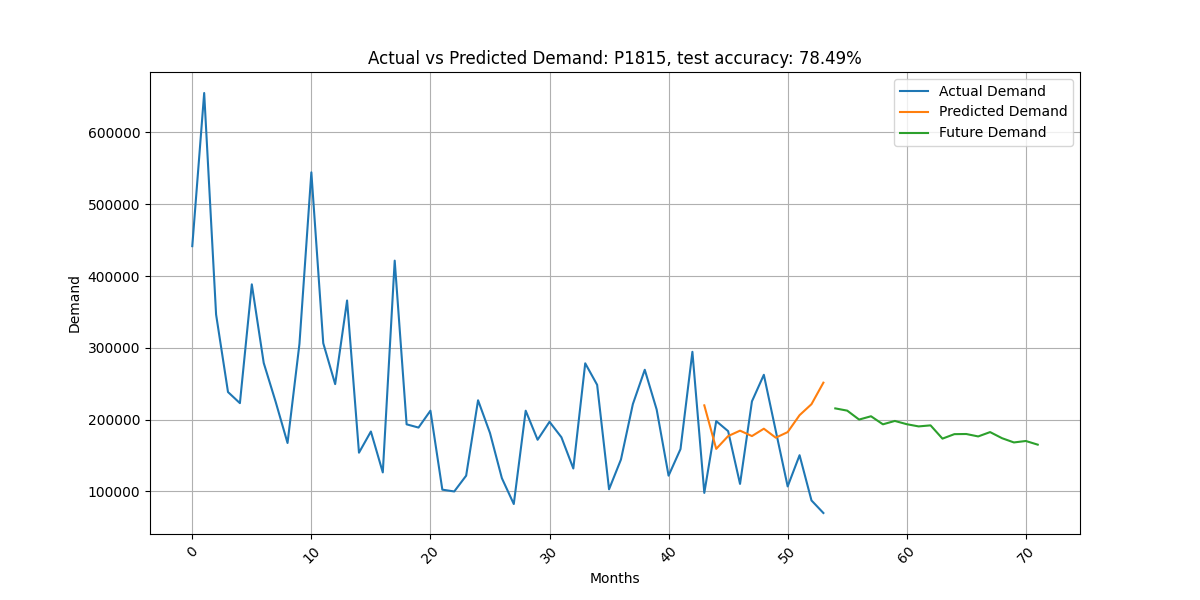 Actual vs Predicted Demand: P1815, test accuracy: 78.49%
Actual Demand
Predicted Demand
Future Demand
600000
500000
400000
300000
200000
100000
Demand
0
10
20
30
40
50
60
70
Months